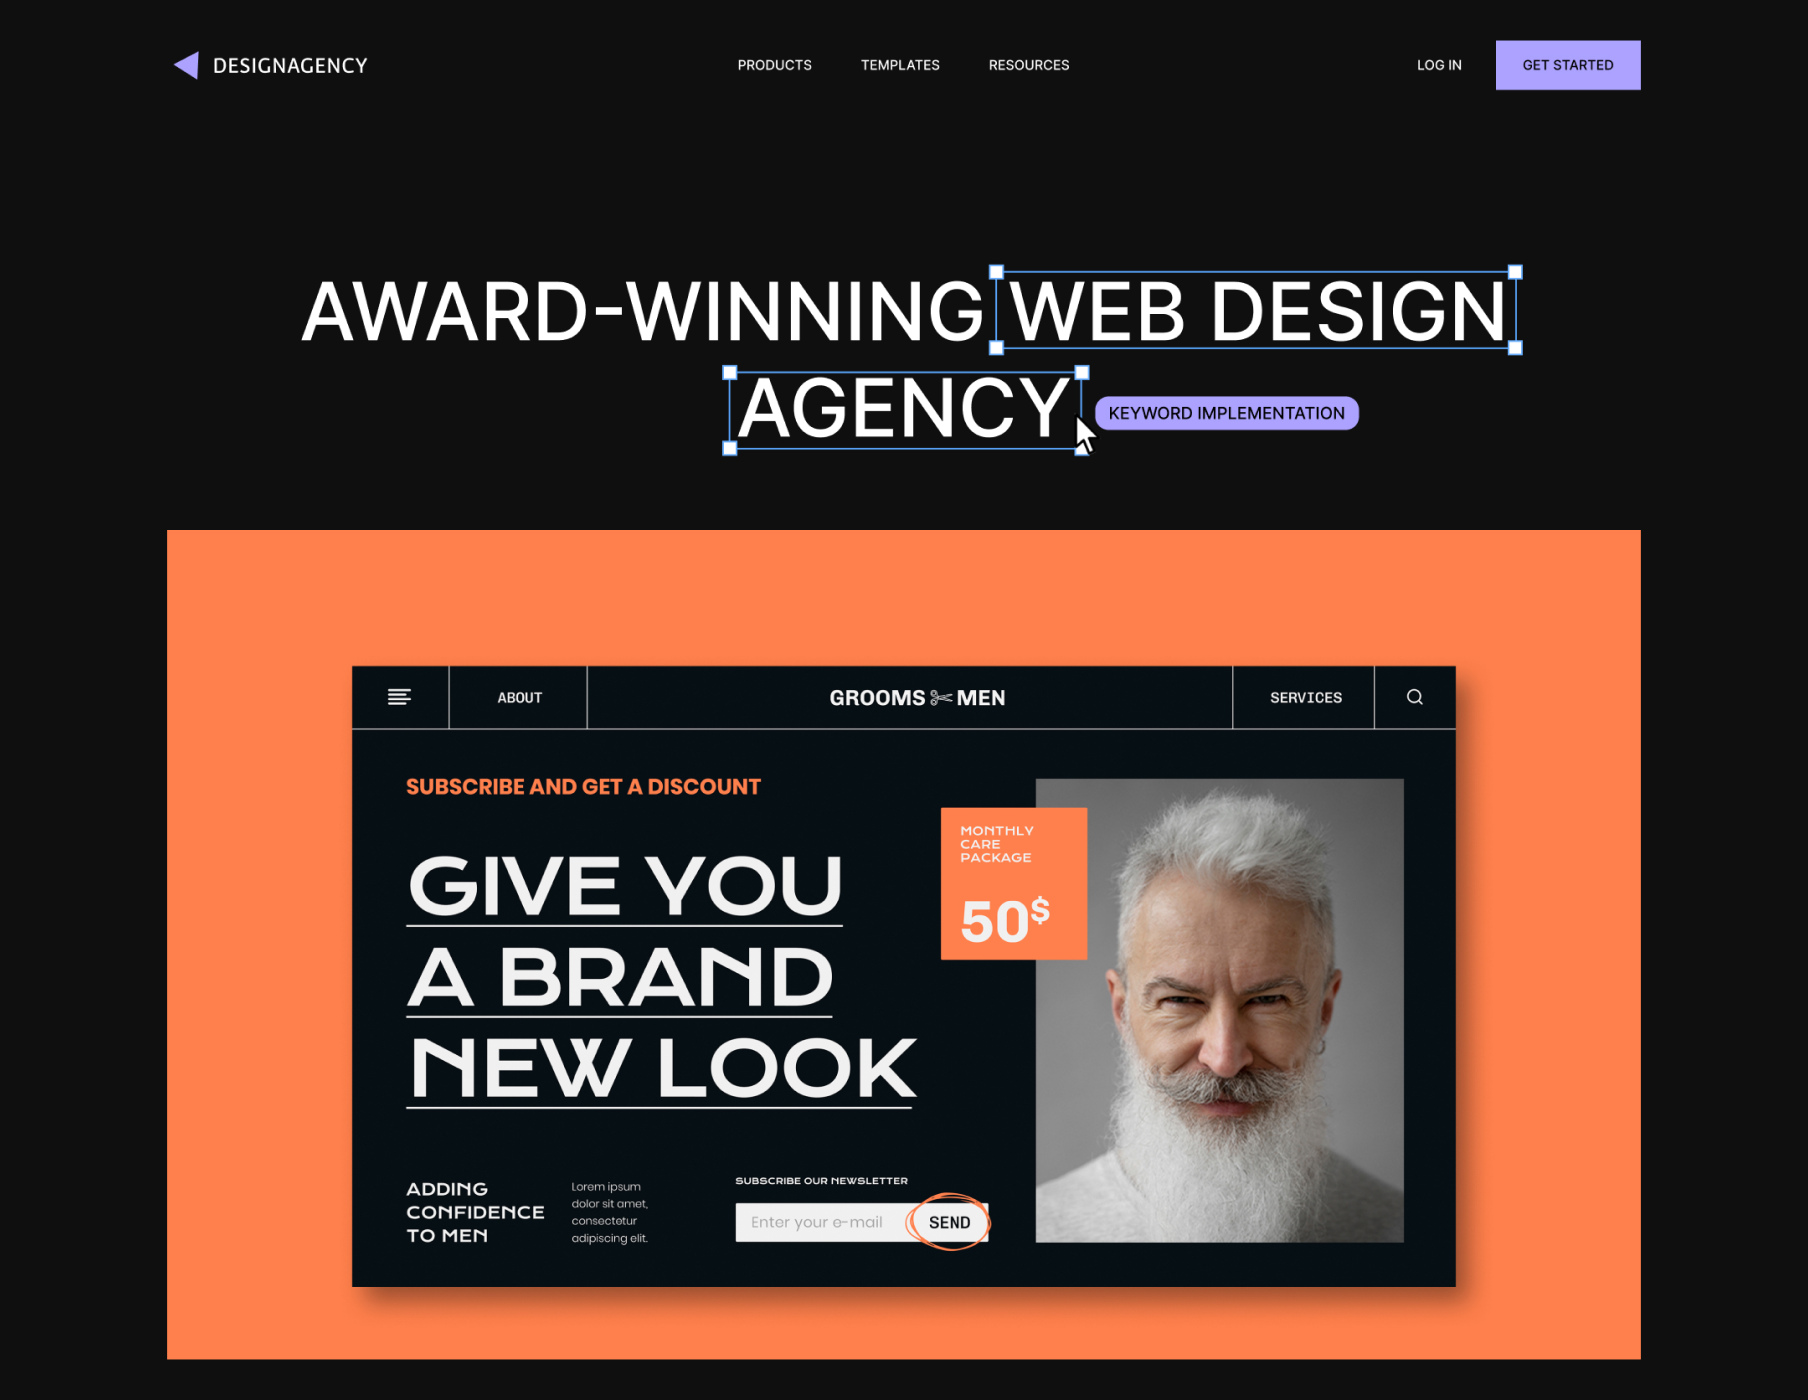 DESIGNAGENCY
PRODUCTS
TEMPLATES
RESOURCES
LOG IN
GET STARTED
AWARD-WINNING WEB DESIGN
AGENCY
KEYWORD IMPLEMENTATION
ABOUT
GROOMS MEN
SERVICES
SUBSCRIBE AND GET A DISCOUNT
GIVE YOU
A BRAND
NEW LOOK
MONTHLY
CARE
PACKAGE
50$
ADDING
CONFIDENCE
TO MEN
Lorem ipsum
dolor sit amet,
consectetur
adipiscing elit.
SUBSCRIBE OUR NEWSLETTER
Enter your e-mail
SEND